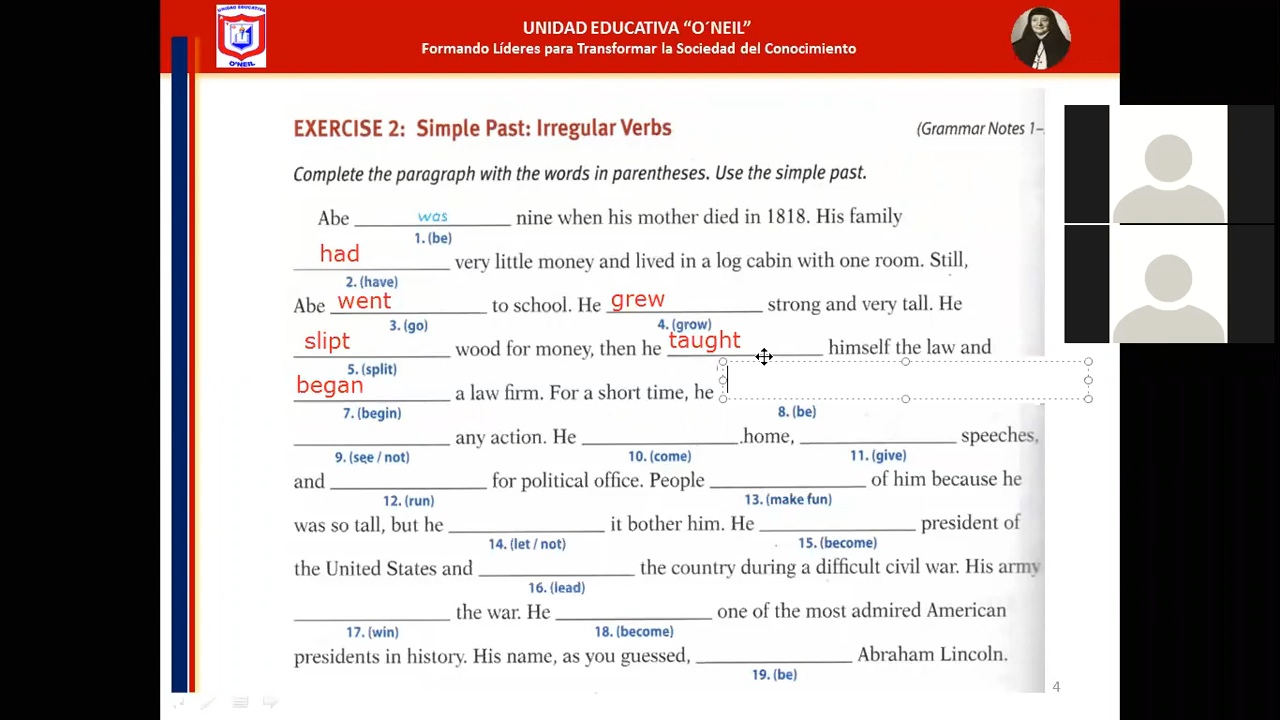 UNIDAD EDUCATIVA
O´NEIL
UNIDAD EDUCATIVA “O´NEIL”
Formando Líderes para Transformar la Sociedad del Conocimiento
EXERCISE 2: Simple Past: Irregular Verbs (Grammar Notes 1–
Complete the paragraph with the words in parentheses. Use the simple past.
Abe was nine when his mother died in 1818. His family
1. (be)
had very little money and lived in a log cabin with one room. Still,
2. (have)
Abe went to school. He grew strong and very tall. He
3. (go) 4. (grow)
slipt wood for money, then he taught himself the law and
5. (split)
began a law firm. For a short time, he
7. (begin) 8. (be)
any action. He home, speeches,
9. (see / not) 10. (come) 11. (give)
and for political office. People of him because he
12. (run) 13. (make fun)
was so tall, but he it bother him. He president of
14. (let / not) 15. (become)
the United States and the country during a difficult civil war. His army
16. (lead)
the war. He one of the most admired American
17. (win) 18. (become)
presidents in history. His name, as you guessed, Abraham Lincoln.
19. (be)
4